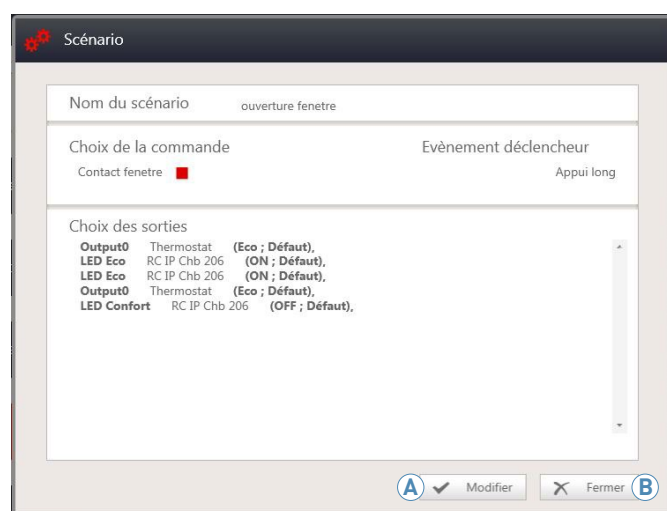 Scénario
Nom du scénario ouverture fenetre
Choix de la commande Evènement déclencheur
Contact fenetre Appui long
Choix des sorties
Output0 Thermostat (Eco ; Défaut),
LED Eco RC IP Chb 206 (ON ; Défaut),
LED Eco RC IP Chb 206 (ON ; Défaut),
Output0 Thermostat (Eco ; Défaut),
LED Confort RC IP Chb 206 (OFF ; Défaut),
A Modifier Fermer B